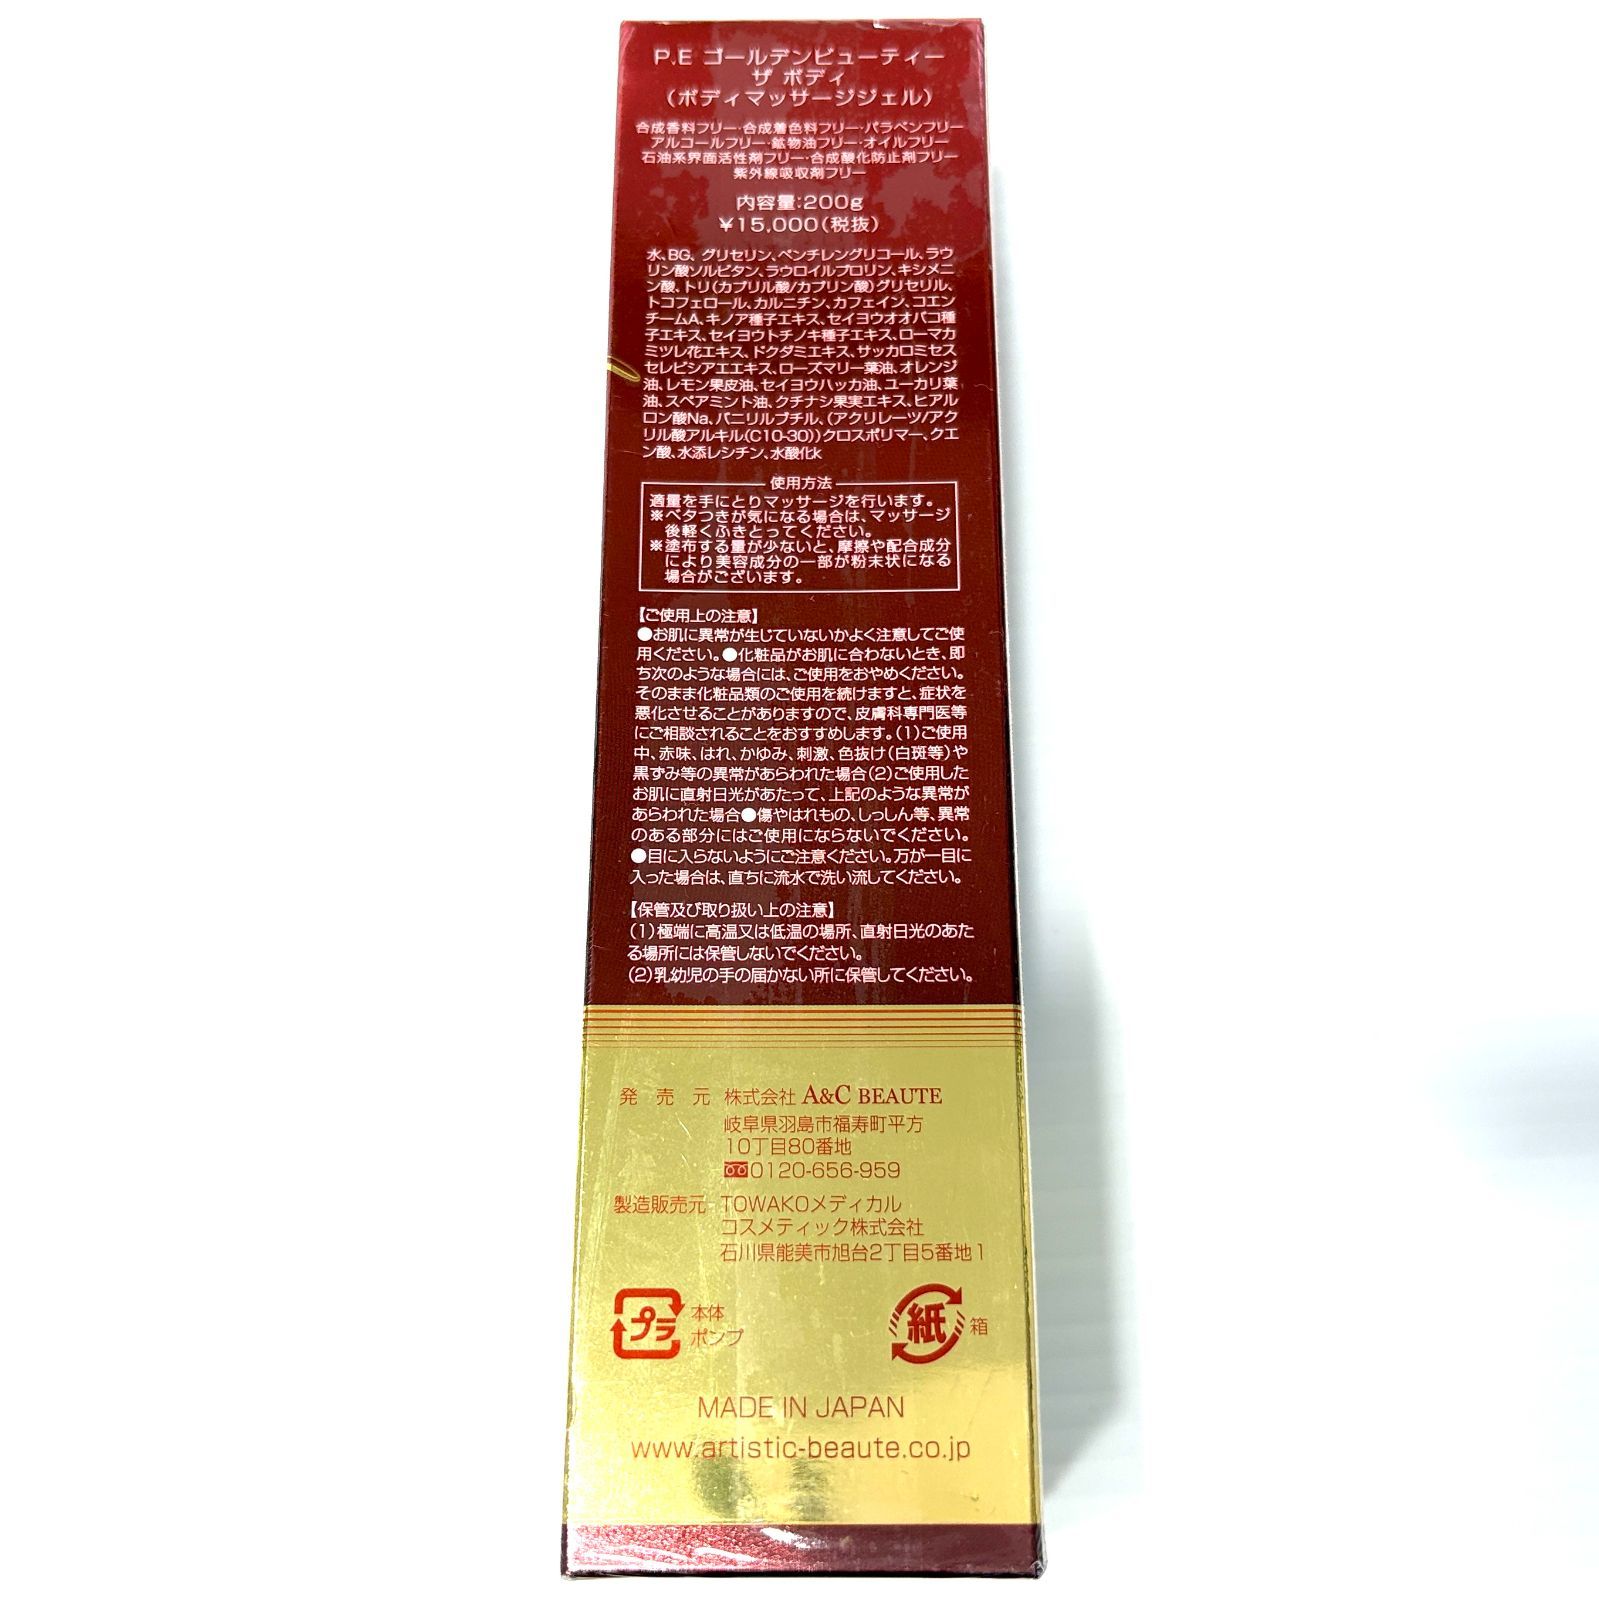 P.E ゴールデンビューティー
ザ ボディ
(ボディマッサージジェル)
合成香料フリー・合成着色料フリー・パラベンフリー
アルコールフリー・鉱物油フリー・オイルフリー
石油系界面活性剤フリー・合成酸化防止剤フリー
紫外線吸収剤フリー
内容量:200g
¥15,000(税抜)
水、BG、グリセリン、ペンチレングリコール、ラウ
リン酸ソルビタン、ラウロイルプロリン、キシメニ
ン酸、トリ(カプリル酸/カプリン酸)グリセリル、
トコフェロール、カルニチン、カフェイン、コエン
チームA、キノア種子エキス、セイヨウオオバコ種
子エキス、セイヨウトチノキ種子エキス、ローマカ
ミツレ花エキス、ドクダミエキス、サッカロミセス
セレビシアエエキス、ローズマリー葉油、オレンジ
油、レモン果皮油、セイヨウハッカ油、ユーカリ葉
油、スペアミント油、クチナシ果実エキス、ヒアル
ロン酸Na、バニリルブチル、(アクリレーツ/アク
リル酸アルキル(C10-30))クロスポリマー、クエ
ン酸、水添レシチン、水酸化k
使用方法
適量を手にとりマッサージを行います。
※ベタつきが気になる場合は、マッサージ
後軽くふきとってください。
※塗布する量が少ないと、摩擦や配合成分
により美容成分の一部が粉末状になる
場合がございます。
【ご使用上の注意】
●お肌に異常が生じていないかよく注意してご使
用ください。●化粧品がお肌に合わないとき、即
ち次のような場合には、ご使用をおやめください。
そのまま化粧品類のご使用を続けますと、症状を
悪化させることがありますので、皮膚科専門医等
にご相談されることをおすすめします。(1)ご使用
中、赤味、はれ、かゆみ、刺激、色抜け(白斑等)や
黒ずみ等の異常があらわれた場合(2)ご使用した
お肌に直射日光があたって、上記のような異常が
あらわれた場合●傷やはれもの、しっしん等、異常
のある部分にはご使用にならないでください。
●目に入らないようにご注意ください。万が一目に
入った場合は、直ちに流水で洗い流してください。
【保管及び取り扱い上の注意】
(1)極端に高温又は低温の場所、直射日光のあた
る場所には保管しないでください。
(2)乳幼児の手の届かない所に保管してください。
発 売 元 株式会社 A&C BEAUTE
岐阜県羽島市福寿町平方
10丁目80番地
0120-656-959
製造販売元 TOWAKOメディカル
コスメティック株式会社
石川県能美市旭台2丁目5番地1
プラ 本体
ポンプ
紙 箱
MADE IN JAPAN
www.artistic-beaute.co.jp